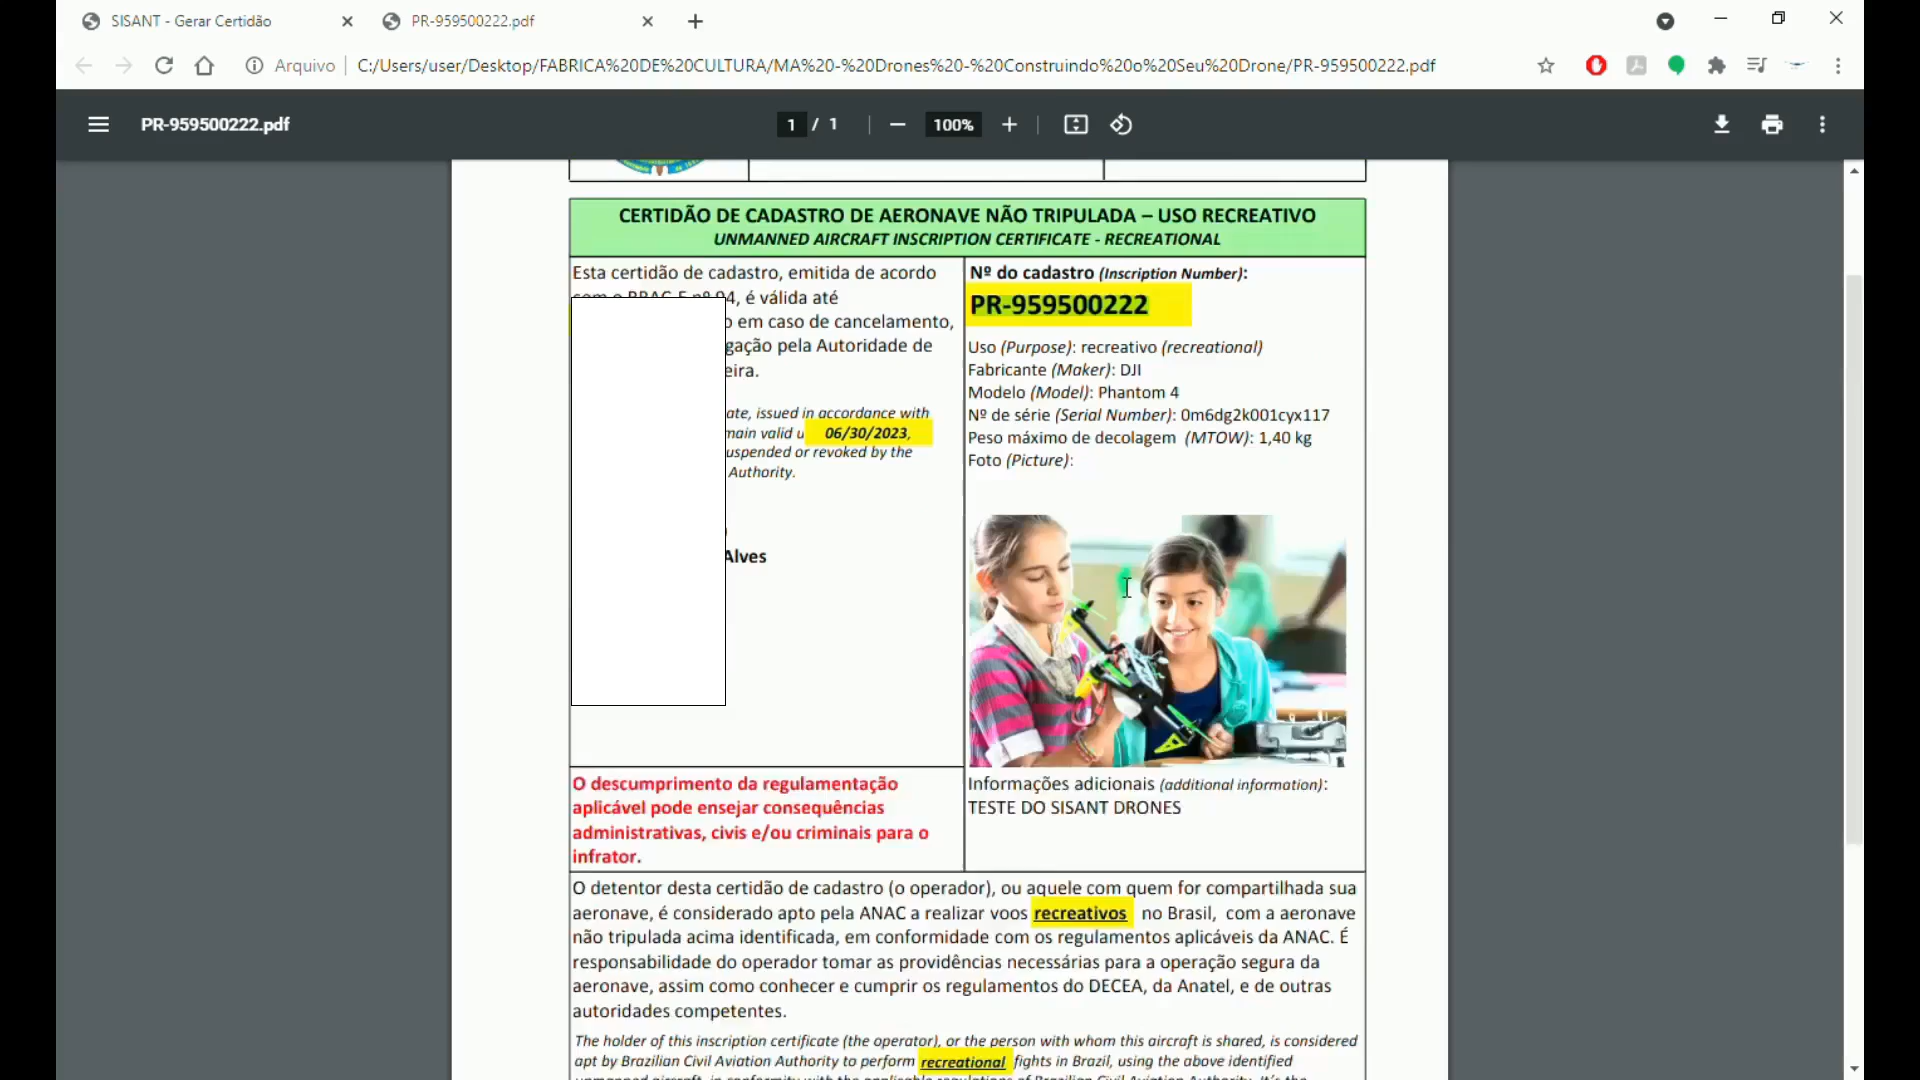 SISANT - Gerar Certidão
PR-959500222.pdf
Arquivo
C:/Users/user/Desktop/FABRICA%20DE%20CULTURA/MA%20-%20Drones%20-%20Construindo%20o%20Seu%20Drone/PR-959500222.pdf
PR-959500222.pdf
1 / 1
100%
CERTIDÃO DE CADASTRO DE AERONAVE NÃO TRIPULADA – USO RECREATIVO
UNMANNED AIRCRAFT INSCRIPTION CERTIFICATE - RECREATIONAL
Esta certidão de cadastro, emitida de acordo
, é válida até
o em caso de cancelamento,
gação pela Autoridade de
eira.
ate, issued in accordance with
main valid u 06/30/2023,
uspended or revoked by the
Authority.
Alves
O descumprimento da regulamentação
aplicável pode ensejar consequências
administrativas, civis e/ou criminais para o
infrator.
Nº do cadastro (Inscription Number):
PR-959500222
Uso (Purpose): recreativo (recreational)
Fabricante (Maker): DJI
Modelo (Model): Phantom 4
Nº de série (Serial Number): 0m6dg2k001cyx117
Peso máximo de decolagem (MTOW): 1,40 kg
Foto (Picture):
Informações adicionais (additional information):
TESTE DO SISANT DRONES
O detentor desta certidão de cadastro (o operador), ou aquele com quem for compartilhada sua
aeronave, é considerado apto pela ANAC a realizar voos recreativos no Brasil, com a aeronave
não tripulada acima identificada, em conformidade com os regulamentos aplicáveis da ANAC. É
responsabilidade do operador tomar as providências necessárias para a operação segura da
aeronave, assim como conhecer e cumprir os regulamentos do DECEA, da Anatel, e de outras
autoridades competentes.
The holder of this inscription certificate (the operator), or the person with whom this aircraft is shared, is considered
apt by Brazilian Civil Aviation Authority to perform recreational fights in Brazil, using the above identified